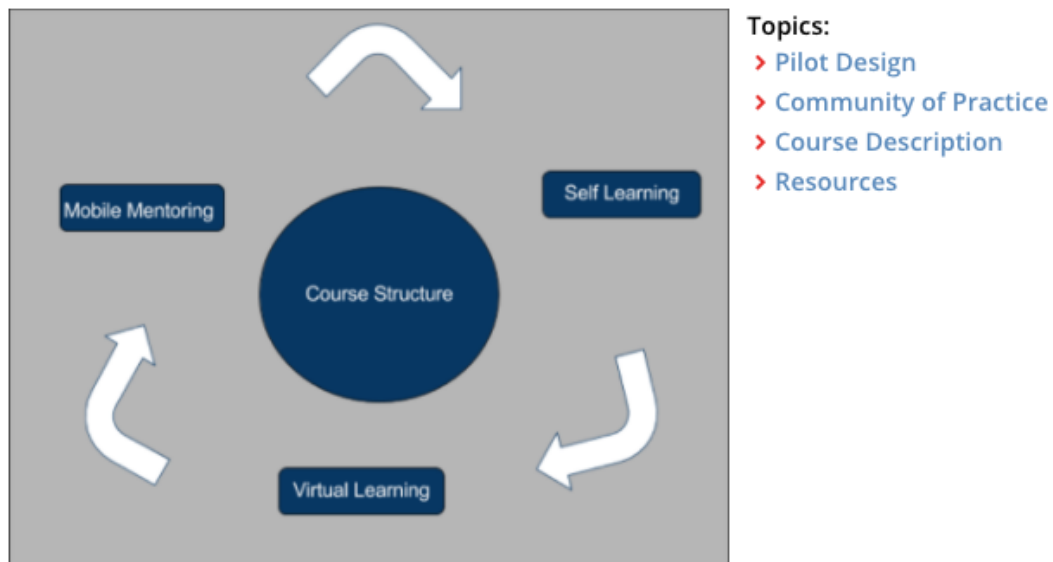 Mobile Mentoring
Self Learning
Course Structure
Virtual Learning
Topics:
Pilot Design
Community of Practice
Course Description
Resources